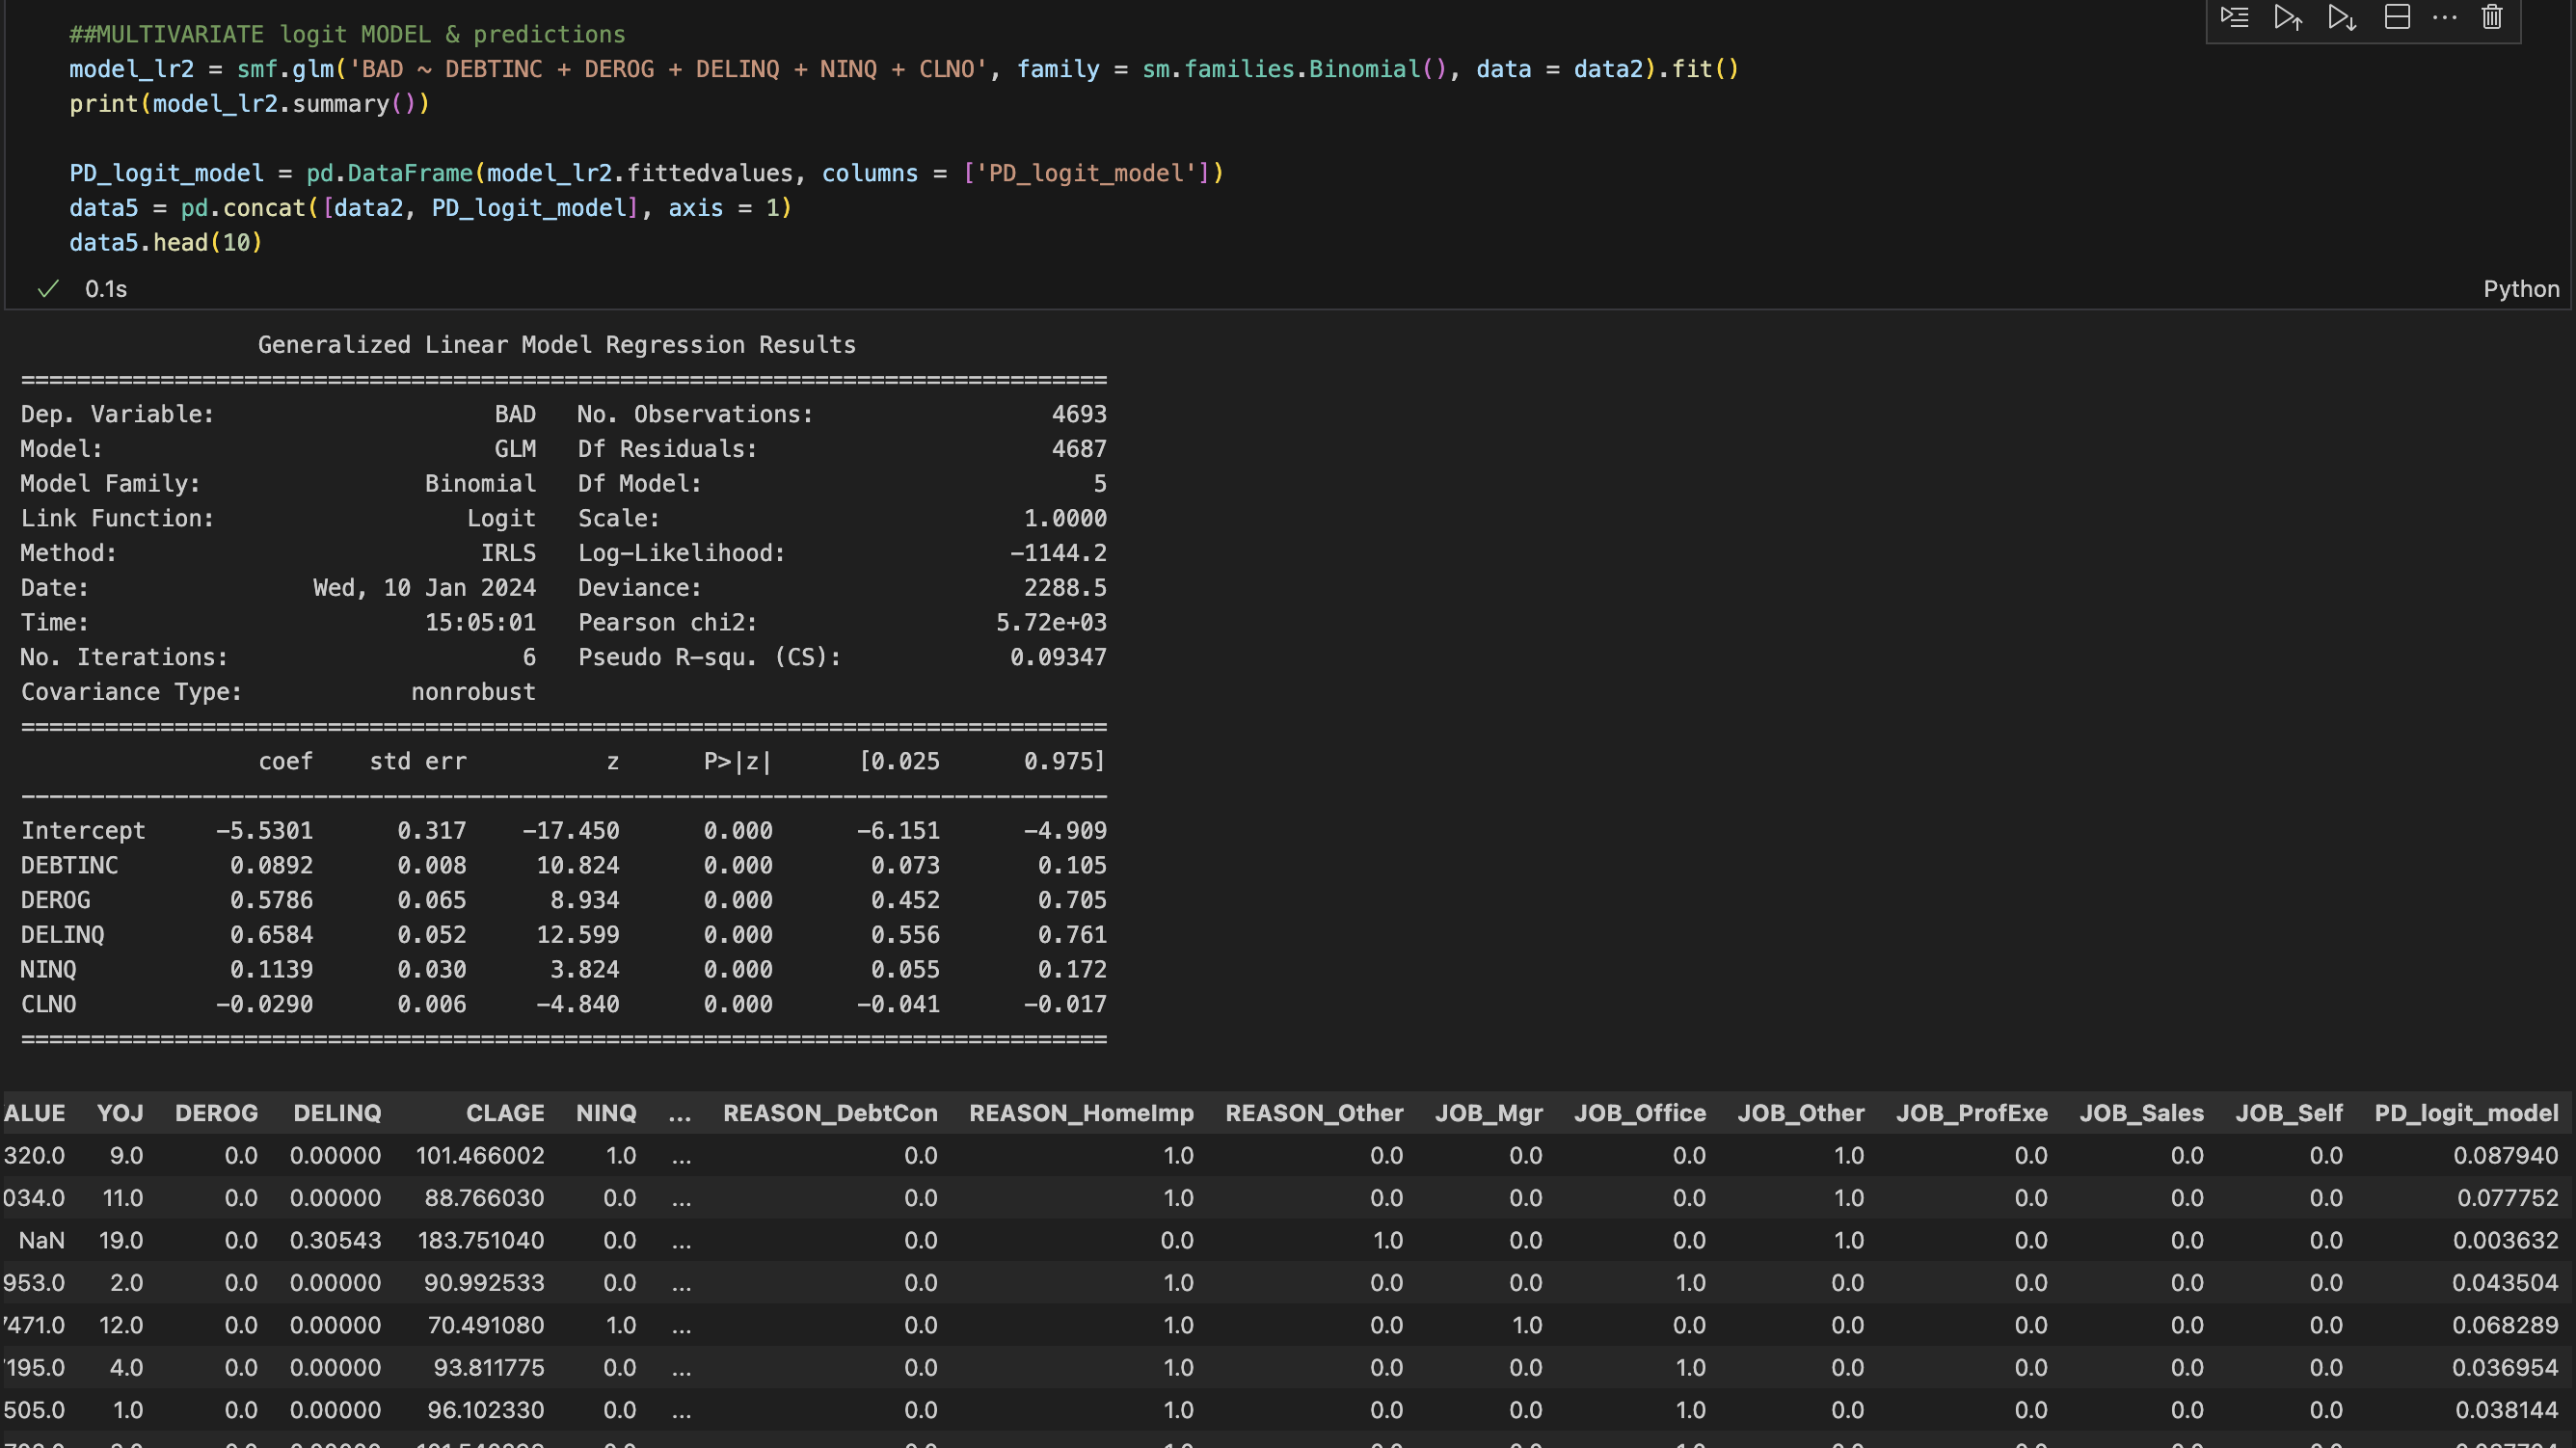 ##MULTIVARIATE logit MODEL & predictions
model_lr2 = smf.glm('BAD ~ DEBTINC + DEROG + DELINQ + NINQ + CLNO', family = sm.families.Binomial(), data = data2).fit()
print(model_lr2.summary())
PD_logit_model = pd.DataFrame(model_lr2.fittedvalues, columns = ['PD_logit_model'])
data5 = pd.concat([data2, PD_logit_model], axis = 1)
data5.head(10)
0.1s Python
Generalized Linear Model Regression Results
==============================================================================
Dep. Variable: BAD No. Observations: 4693
Model: GLM Df Residuals: 4687
Model Family: Binomial Df Model: 5
Link Function: Logit Scale: 1.0000
Method: IRLS Log-Likelihood: -1144.2
Date: Wed, 10 Jan 2024 Deviance: 2288.5
Time: 15:05:01 Pearson chi2: 5.72e+03
No. Iterations: 6 Pseudo R-squ. (CS): 0.09347
Covariance Type: nonrobust
==============================================================================
coef std err z P>|z| [0.025 0.975]
------------------------------------------------------------------------------
Intercept -5.5301 0.317 -17.450 0.000 -6.151 -4.909
DEBTINC 0.0892 0.008 10.824 0.000 0.073 0.105
DEROG 0.5786 0.065 8.934 0.000 0.452 0.705
DELINQ 0.6584 0.052 12.599 0.000 0.556 0.761
NINQ 0.1139 0.030 3.824 0.000 0.055 0.172
CLNO -0.0290 0.006 -4.840 0.000 -0.041 -0.017
==============================================================================
ALUE YOJ DEROG DELINQ CLAGE NINQ ... REASON_DebtCon REASON_HomeImp REASON_Other JOB_Mgr JOB_Office JOB_Other JOB_ProfExe JOB_Sales JOB_Self PD_logit_model
320.0 9.0 0.0 0.00000 101.466002 1.0 ... 0.0 1.0 0.0 0.0 0.0 1.0 0.0 0.0 0.0 0.087940
034.0 11.0 0.0 0.00000 88.766030 0.0 ... 0.0 1.0 0.0 0.0 0.0 1.0 0.0 0.0 0.0 0.077752
NaN 19.0 0.0 0.30543 183.751040 0.0 ... 0.0 0.0 1.0 0.0 0.0 1.0 0.0 0.0 0.0 0.003632
953.0 2.0 0.0 0.00000 90.992533 0.0 ... 0.0 1.0 0.0 0.0 1.0 0.0 0.0 0.0 0.0 0.043504
7471.0 12.0 0.0 0.00000 70.491080 1.0 ... 0.0 1.0 0.0 1.0 0.0 0.0 0.0 0.0 0.0 0.068289
195.0 4.0 0.0 0.00000 93.811775 0.0 ... 0.0 1.0 0.0 0.0 1.0 0.0 0.0 0.0 0.0 0.036954
505.0 1.0 0.0 0.00000 96.102330 0.0 ... 0.0 1.0 0.0 0.0 1.0 0.0 0.0 0.0 0.0 0.038144